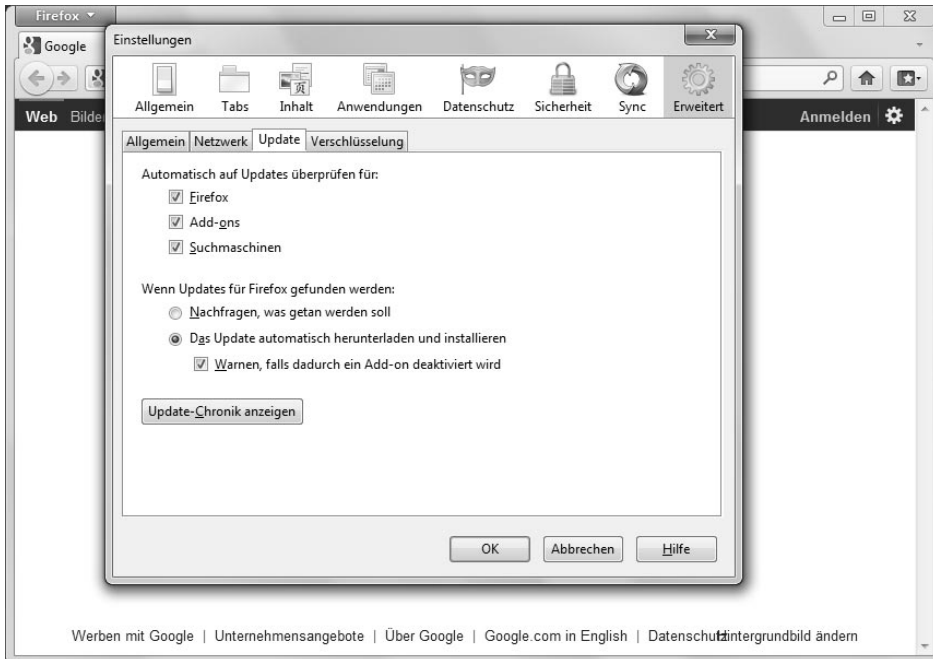 Firefox
Google
Einstellungen
Allgemein Tabs Inhalt Anwendungen Datenschutz Sicherheit Sync Erweitert
Web Bilde
Anmelden
Allgemein Netzwerk Update Verschlüsselung
Automatisch auf Updates überprüfen für:
Firefox
Add-ons
Suchmaschinen
Wenn Updates für Firefox gefunden werden:
Nachfragen, was getan werden soll
Das Update automatisch herunterladen und installieren
Warnen, falls dadurch ein Add-on deaktiviert wird
Update-Chronik anzeigen
OK Abbrechen Hilfe
Werben mit Google | Unternehmensangebote | Über Google | Google.com in English | Datenschutz Hintergrundbild ändern